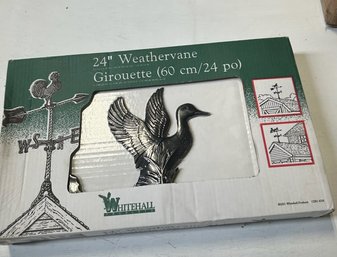 24" Weathervane
Girouette (60 cm/24 po)
W S E
WHITEHALL